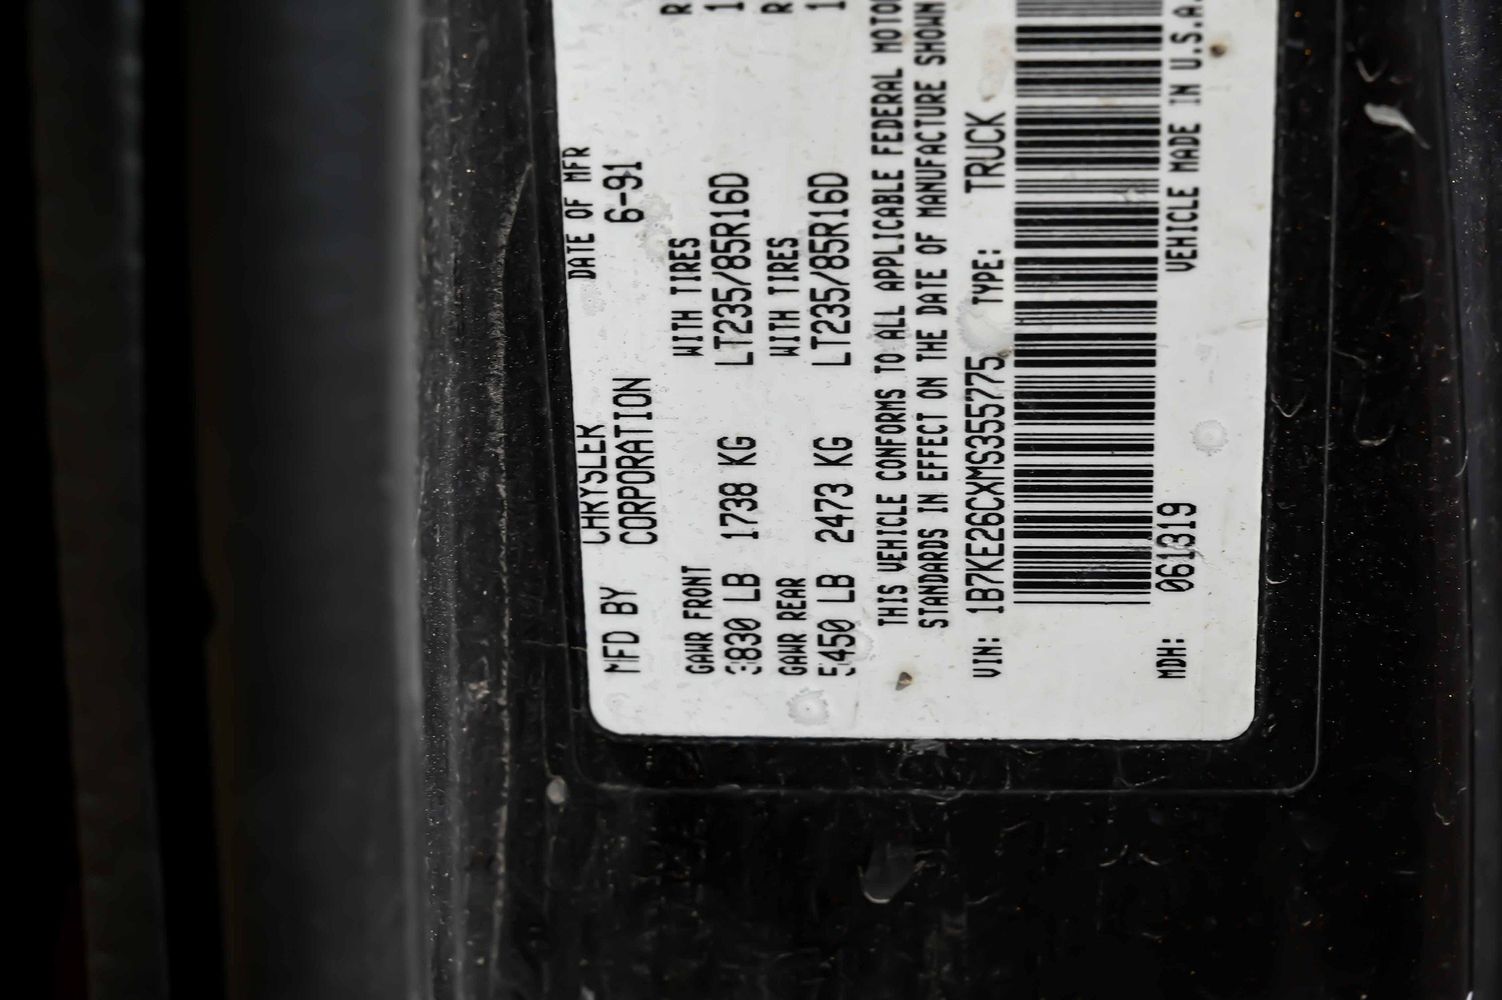 MFD BY CHRYSLER CORPORATION DATE OF MFR 6-91
GAWR FRONT WITH TIRES R
3830 LB 1738 KG LT235/85R16D 1
GAWR REAR WITH TIRES R
5450 LB 2473 KG LT235/85R16D 1
THIS VEHICLE CONFORMS TO ALL APPLICABLE FEDERAL MOTOR
STANDARDS IN EFFECT ON THE DATE OF MANUFACTURE SHOWN
VIN: 1B7KE26CXMS355775 TYPE: TRUCK
MDH: 061319 VEHICLE MADE IN U.S.A.